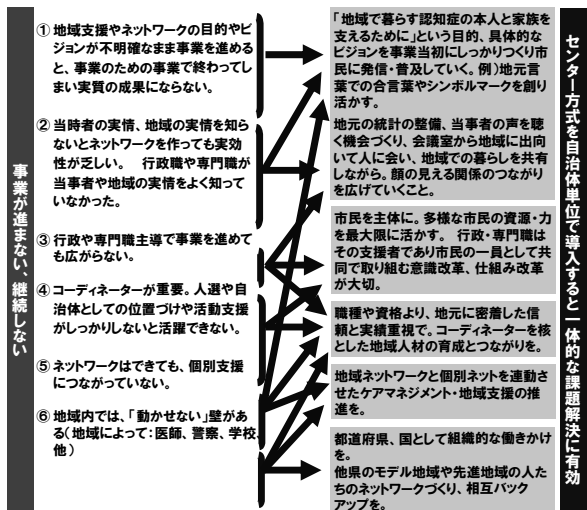 事業が進まない、継続しない
① 地域支援やネットワークの目的やビ
ジョンが不明確なまま事業を進める
と、事業のための事業で終わってし
まい実質の成果にならない。
② 当時者の実情、地域の実情を知ら
ないとネットワークを作っても実効
性が乏しい。　行政職や専門職が
当事者や地域の実情をよく知って
いなかった。
③ 行政や専門職主導で事業を進めて
も広がらない。
④ コーディネーターが重要。人選や自
治体としての位置づけや活動支援
がしっかりしないと活躍できない。
⑤ ネットワークはできても、個別支援
につながっていない。
⑥ 地域内では、「動かせない」壁があ
る（地域によって：医師、警察、学校、
他）
「地域で暮らす認知症の本人と家族を
支えるために」という目的、具体的な
ビジョンを事業当初にしっかりつくり市
民に発信・普及していく。例）地元言
葉での合言葉やシンボルマークを創り
活かす。
地元の統計の整備、当事者の声を聴
く機会づくり、会議室から地域に出向
いて人に会い、地域での暮らしを共有
しながら。顔の見える関係のつながり
を広げていくこと。
市民を主体に。多様な市民の資源・力
を最大限に活かす。　行政・専門職は
その支援者であり市民の一員として共
同で取り組む意識改革、仕組み改革
が大切。
職種や資格より、地元に密着した信
頼と実績重視で。コーディネーターを核
とした地域人材の育成とつながりを。
地域ネットワークと個別ネットを連動さ
せたケアマネジメント・地域支援の推
進を。
都道府県、国として組織的な働きかけ
を。
他県のモデル地域や先進地域の人た
ちのネットワークづくり、相互バック
アップを。
センター方式を自治体単位で導入すると一体的な課題解決に有効